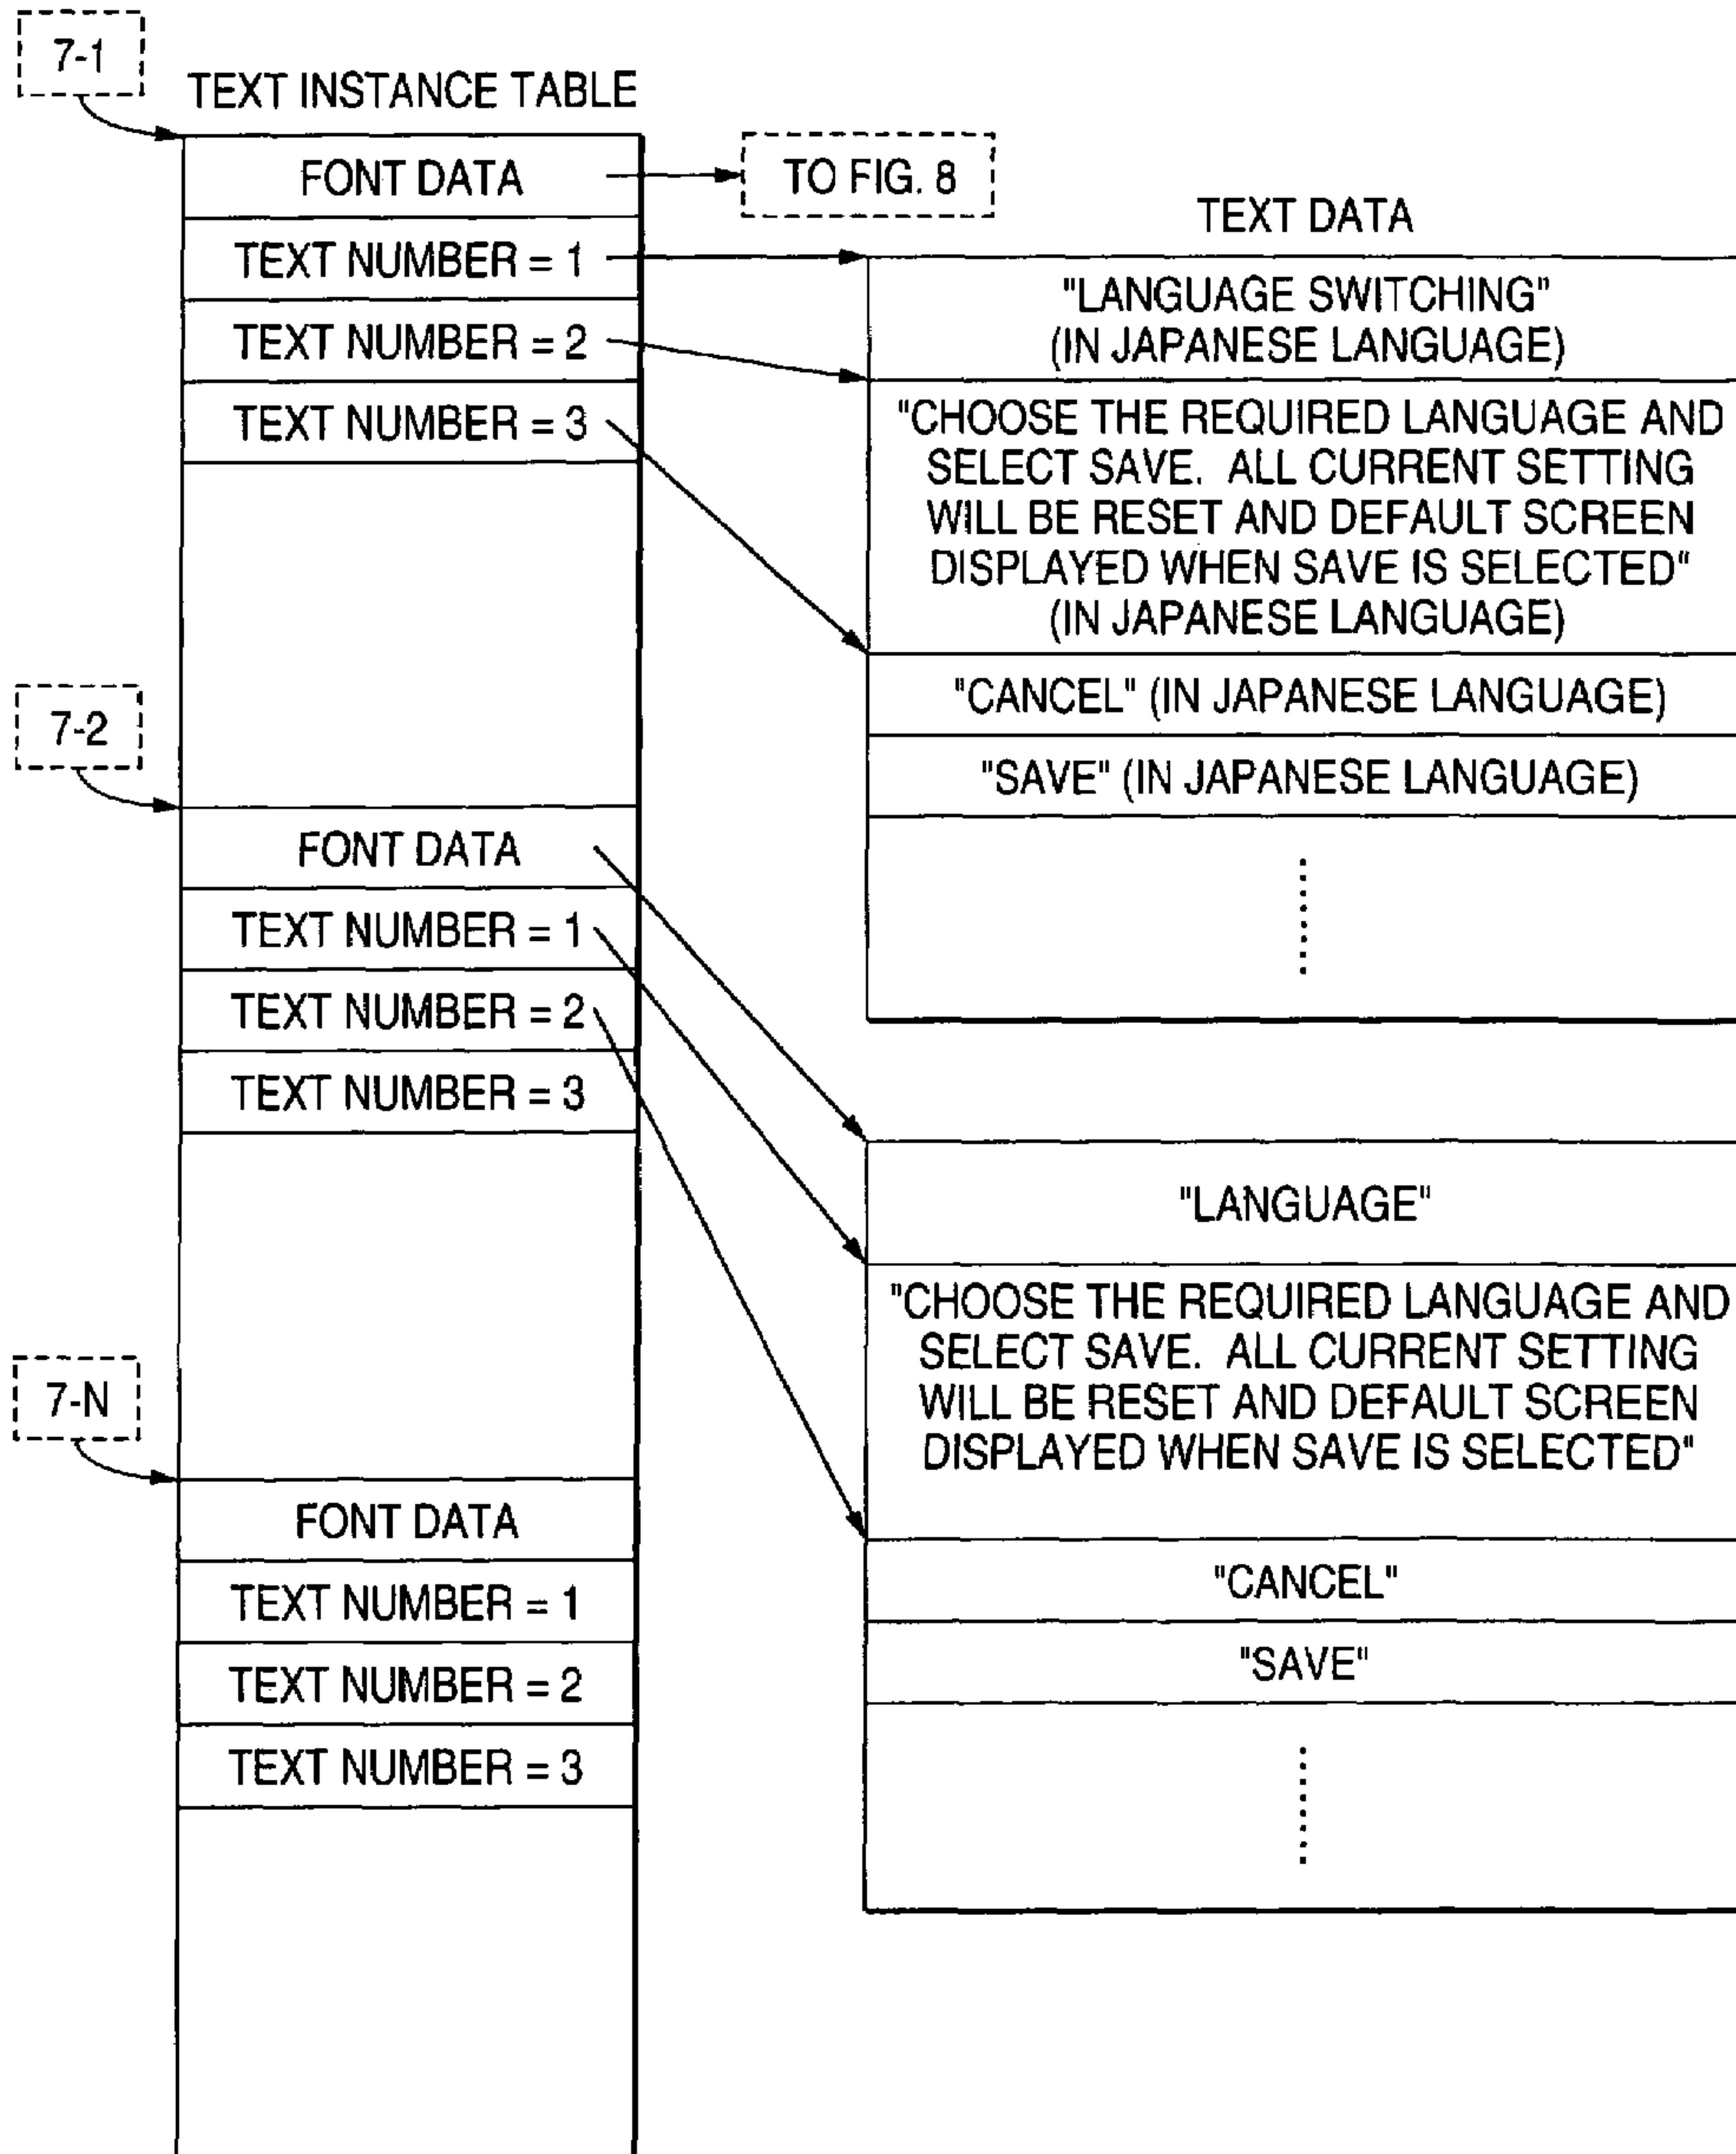 7-1
TEXT INSTANCE TABLE
FONT DATA
TO FIG. 8
TEXT NUMBER = 1
TEXT NUMBER = 2
TEXT NUMBER = 3
TEXT DATA
"LANGUAGE SWITCHING"
(IN JAPANESE LANGUAGE)
"CHOOSE THE REQUIRED LANGUAGE AND
SELECT SAVE. ALL CURRENT SETTING
WILL BE RESET AND DEFAULT SCREEN
DISPLAYED WHEN SAVE IS SELECTED"
(IN JAPANESE LANGUAGE)
"CANCEL" (IN JAPANESE LANGUAGE)
"SAVE" (IN JAPANESE LANGUAGE)
7-2
FONT DATA
TEXT NUMBER = 1
TEXT NUMBER = 2
TEXT NUMBER = 3
"LANGUAGE"
"CHOOSE THE REQUIRED LANGUAGE AND
SELECT SAVE. ALL CURRENT SETTING
WILL BE RESET AND DEFAULT SCREEN
DISPLAYED WHEN SAVE IS SELECTED"
"CANCEL"
"SAVE"
7-N
FONT DATA
TEXT NUMBER = 1
TEXT NUMBER = 2
TEXT NUMBER = 3